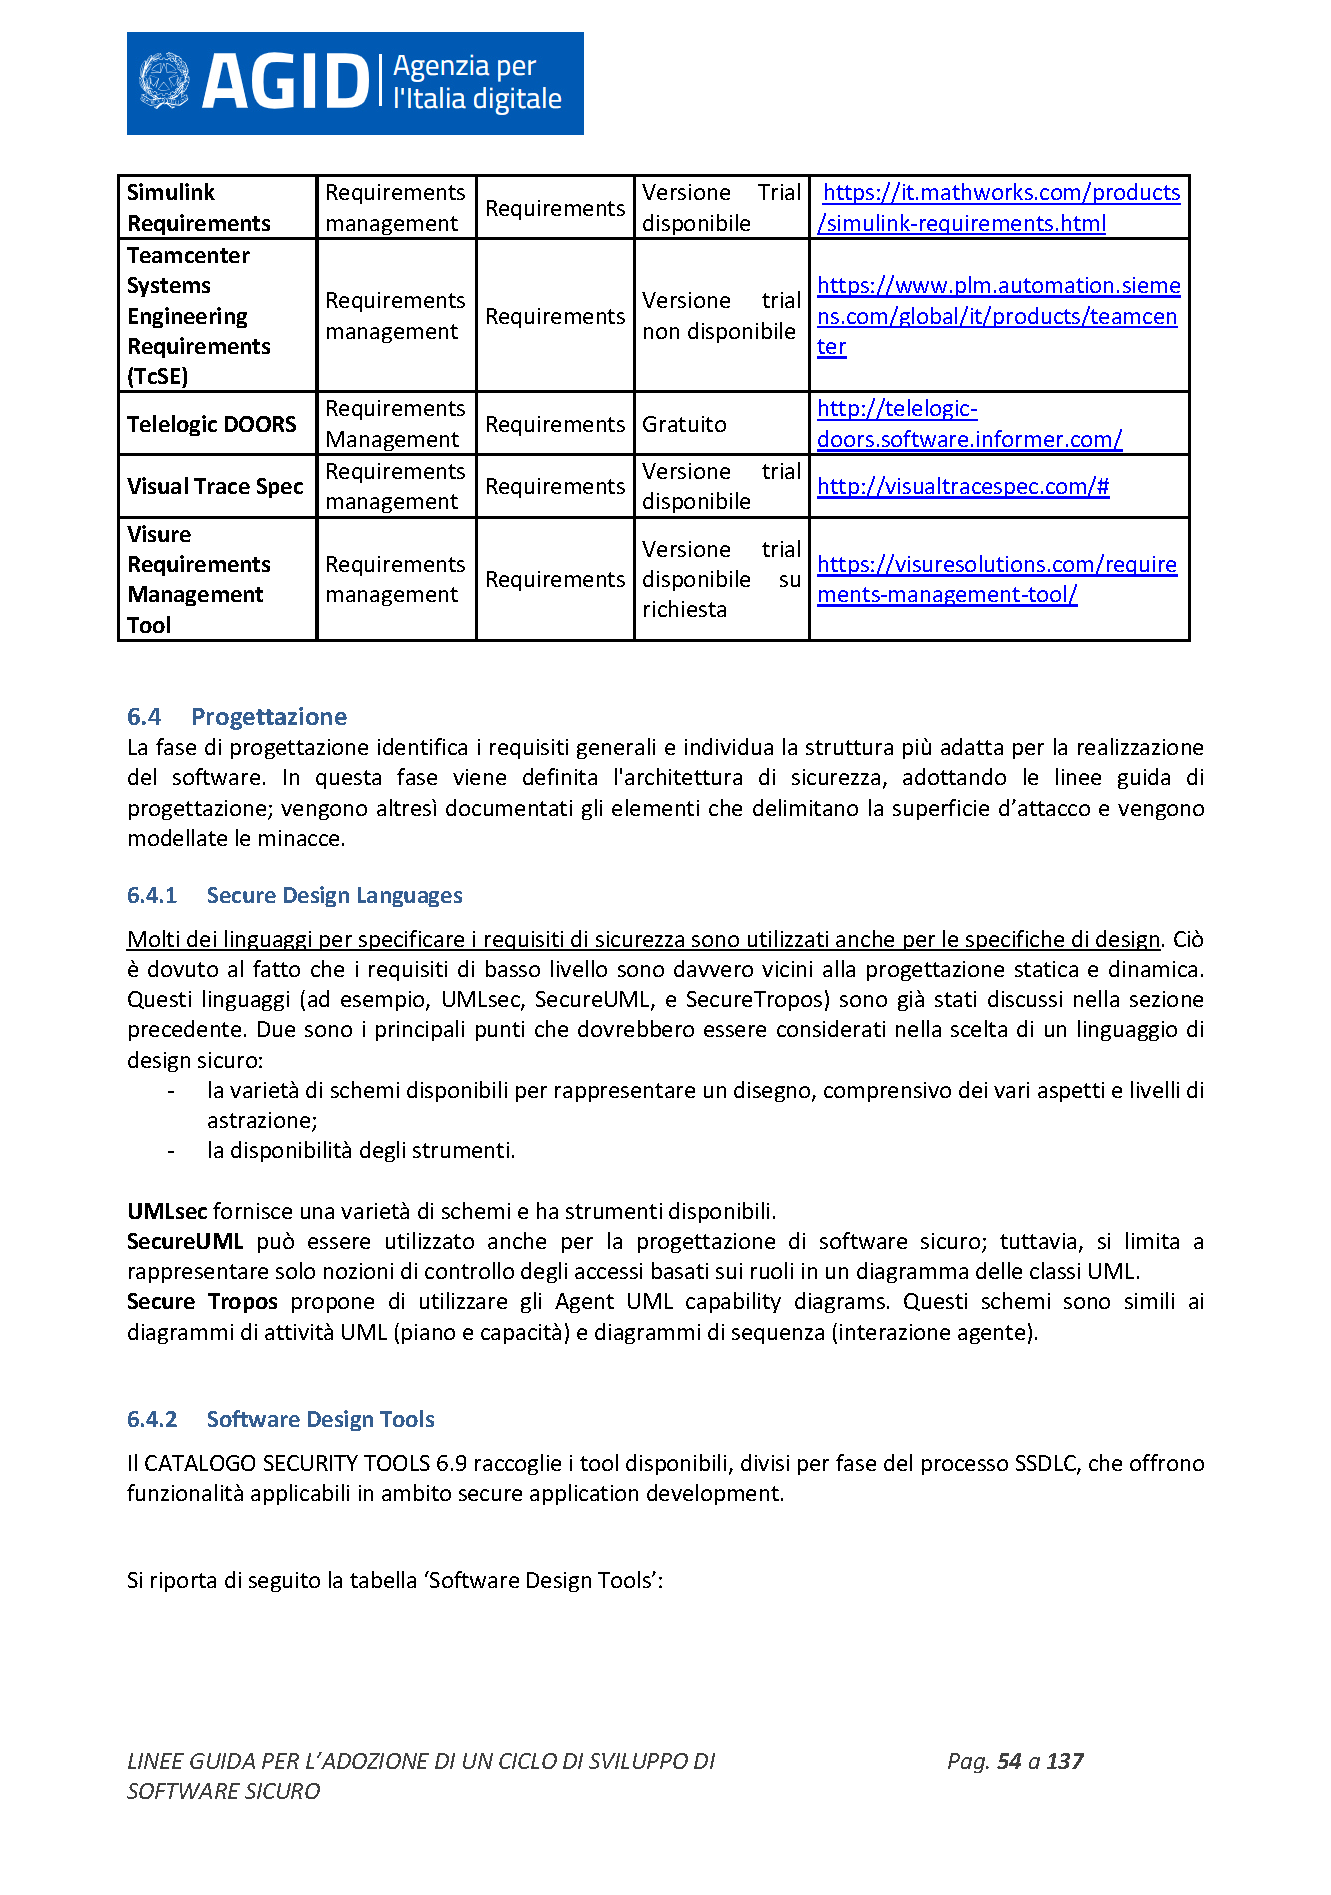 AGID
Agenzia per
l'Italia digitale
Simulink
Requirements
Requirements
management
Requirements
Versione Trial
disponibile
https://it.mathworks.com/products
/simulink-requirements.html
Teamcenter
Systems
Engineering
Requirements
(TcSE)
Requirements
management
Requirements
Versione trial
non disponibile
https://www.plm.automation.sieme
ns.com/global/it/products/teamcen
ter
Telelogic DOORS
Requirements
Management
Requirements
Gratuito
http://telelogic-
doors.software.informer.com/
Visual Trace Spec
Requirements
management
Requirements
Versione trial
disponibile
http://visualtracespec.com/#
Visure
Requirements
Management
Tool
Requirements
management
Requirements
Versione trial
disponibile su
richiesta
https://visuresolutions.com/require
ments-management-tool/
6.4 Progettazione
La fase di progettazione identifica i requisiti generali e individua la struttura più adatta per la realizzazione
del software. In questa fase viene definita l'architettura di sicurezza, adottando le linee guida di
progettazione; vengono altresì documentati gli elementi che delimitano la superficie d’attacco e vengono
modellate le minacce.
6.4.1 Secure Design Languages
Molti dei linguaggi per specificare i requisiti di sicurezza sono utilizzati anche per le specifiche di design. Ciò
è dovuto al fatto che i requisiti di basso livello sono davvero vicini alla progettazione statica e dinamica.
Questi linguaggi (ad esempio, UMLsec, SecureUML, e SecureTropos) sono già stati discussi nella sezione
precedente. Due sono i principali punti che dovrebbero essere considerati nella scelta di un linguaggio di
design sicuro:
- la varietà di schemi disponibili per rappresentare un disegno, comprensivo dei vari aspetti e livelli di
astrazione;
- la disponibilità degli strumenti.
UMLsec fornisce una varietà di schemi e ha strumenti disponibili.
SecureUML può essere utilizzato anche per la progettazione di software sicuro; tuttavia, si limita a
rappresentare solo nozioni di controllo degli accessi basati sui ruoli in un diagramma delle classi UML.
Secure Tropos propone di utilizzare gli Agent UML capability diagrams. Questi schemi sono simili ai
diagrammi di attività UML (piano e capacità) e diagrammi di sequenza (interazione agente).
6.4.2 Software Design Tools
Il CATALOGO SECURITY TOOLS 6.9 raccoglie i tool disponibili, divisi per fase del processo SSDLC, che offrono
funzionalità applicabili in ambito secure application development.
Si riporta di seguito la tabella ‘Software Design Tools’:
LINEE GUIDA PER L’ADOZIONE DI UN CICLO DI SVILUPPO DI
SOFTWARE SICURO
Pag. 54 a 137